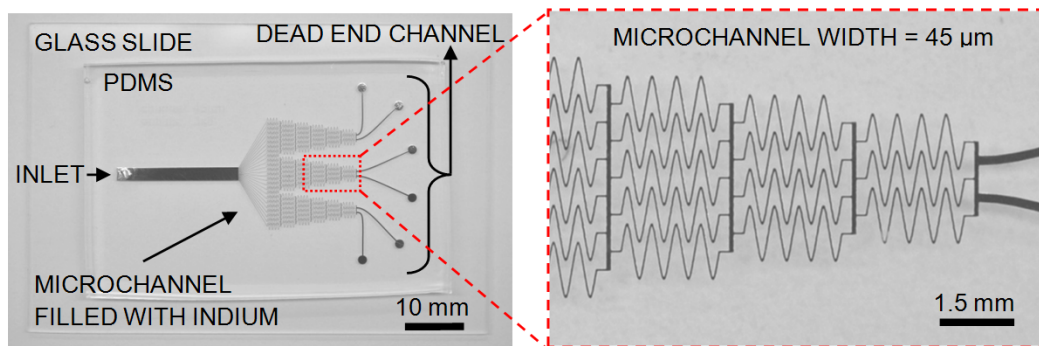 GLASS SLIDE
DEAD END CHANNEL
PDMS
INLET
MICROCHANNEL
FILLED WITH INDIUM
10 mm
MICROCHANNEL WIDTH = 45 µm
1.5 mm